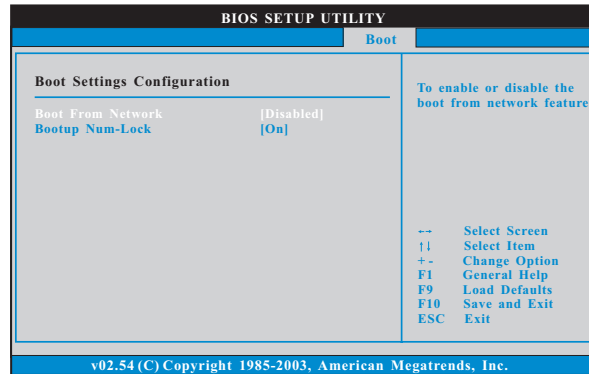 BIOS SETUP UTILITY
Boot
Boot Settings Configuration
Boot From Network [Disabled]
Bootup Num-Lock [On]
To enable or disable the
boot from network feature
←→ Select Screen
↑↓ Select Item
+ - Change Option
F1 General Help
F9 Load Defaults
F10 Save and Exit
ESC Exit
v02.54 (C) Copyright 1985-2003, American Megatrends, Inc.